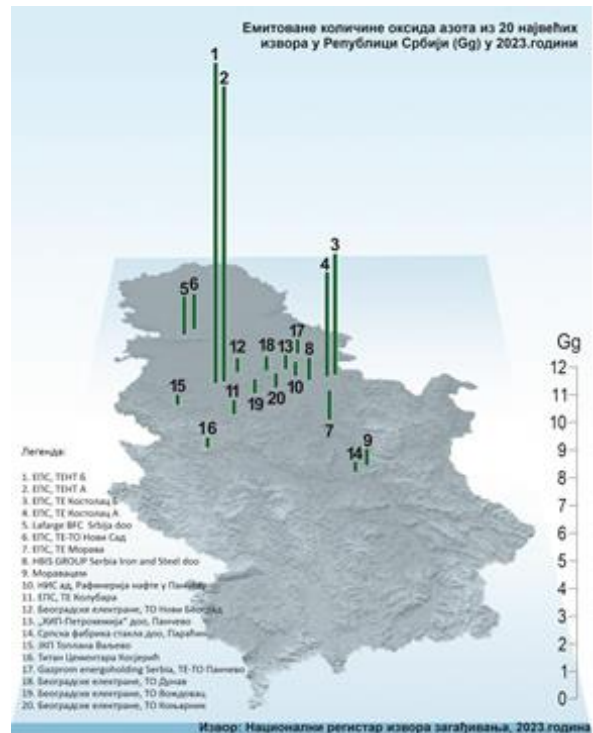 Емитоване количине оксида азота из 20 највећих
извора у Републици Србији (Gg) у 2023.години
1
2
3
4
5 6
17
18 13 8
12
10
20
19
11
15
16
7
9
14
Gg
12
11
10
9
8
7
6
5
4
3
2
1
0
Легенда:
1. ЕПС, ТЕНТ Б
2. ЕПС, ТЕНТ А
3. ЕПС, ТЕ Костолац Б
4. ЕПС, ТЕ Костолац А
5. Lafarge BFC Srbija doo
6. ЕПС, ТЕ-ТО Нови Сад
7. ЕПС, ТЕ Морава
8. HBIS GROUP Serbia Iron and Steel doo
9. Моравацем
10. НИС ад, Рафинерија нафте у Панчеву
11. ЕПС, ТЕ Колубара
12. Београдске електране, ТО Нови Београд
13. „ХИП-Петрохемија“ доо, Панчево
14. Српска фабрика стакла доо, Параћин
15. ЈКП Топлана Ваљево
16. Титан Цементара Косјерић
17. Gazprom energoholding Serbia, ТЕ-ТО Панчево
18. Београдске електране, ТО Дунав
19. Београдске електране, ТО Вождовац
20. Београдске електране, ТО Коњарник
Извор: Национални регистар извора загађивања, 2023.година